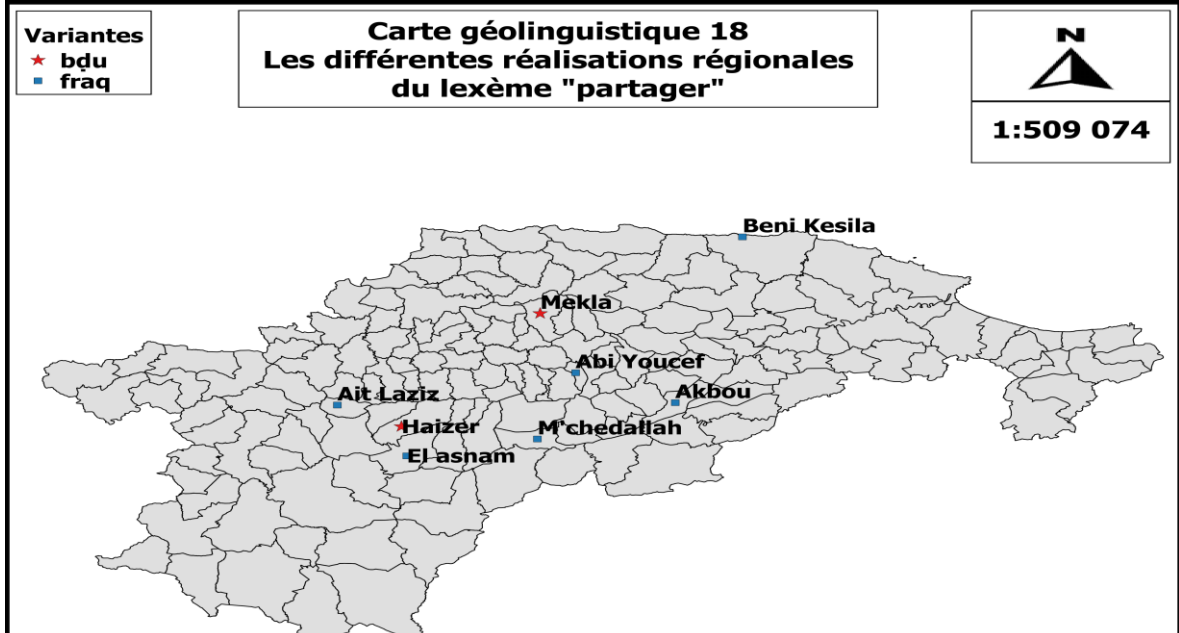 Variantes
bḍu
fraq
Carte géolinguistique 18
Les différentes réalisations régionales
du lexème "partager"
N
1:509 074
Beni Kesila
Mekla
Abi Youcef
Ait Laziz
Akbou
Haizer
M'chedallah
El asnam